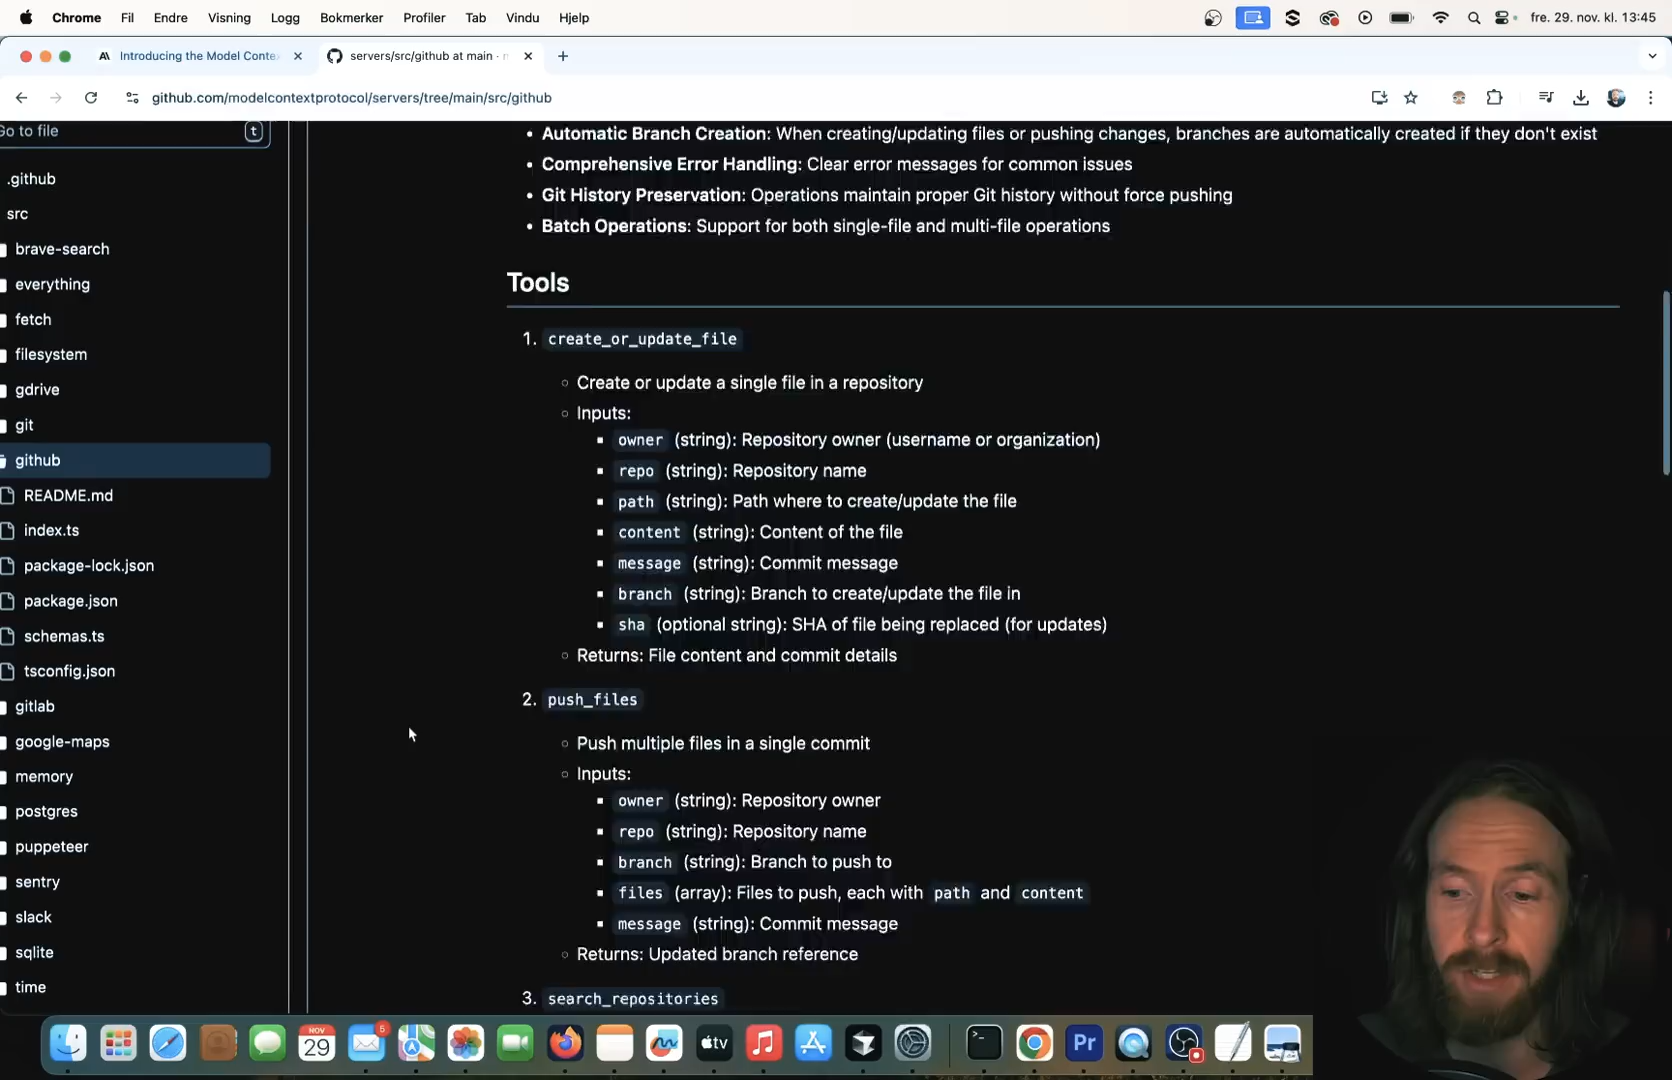 Chrome Fil Endre Visning Logg Bokmerker Profiler Tab Vindu Hjelp fre. 29. nov. kl. 13:45
Introducing the Model Conte
servers/src/github at main · 
github.com/modelcontextprotocol/servers/tree/main/src/github
Go to file t
.github
src
brave-search
everything
fetch
filesystem
gdrive
git
github
README.md
index.ts
package-lock.json
package.json
schemas.ts
tsconfig.json
gitlab
google-maps
memory
postgres
puppeteer
sentry
slack
sqlite
time
• Automatic Branch Creation: When creating/updating files or pushing changes, branches are automatically created if they don't exist
• Comprehensive Error Handling: Clear error messages for common issues
• Git History Preservation: Operations maintain proper Git history without force pushing
• Batch Operations: Support for both single-file and multi-file operations
Tools
1. create_or_update_file
Create or update a single file in a repository
Inputs:
owner (string): Repository owner (username or organization)
repo (string): Repository name
path (string): Path where to create/update the file
content (string): Content of the file
message (string): Commit message
branch (string): Branch to create/update the file in
sha (optional string): SHA of file being replaced (for updates)
Returns: File content and commit details
2. push_files
Push multiple files in a single commit
Inputs:
owner (string): Repository owner
repo (string): Repository name
branch (string): Branch to push to
files (array): Files to push, each with path and content
message (string): Commit message
Returns: Updated branch reference
3. search_repositories
NOV
29
5
tv
Pr